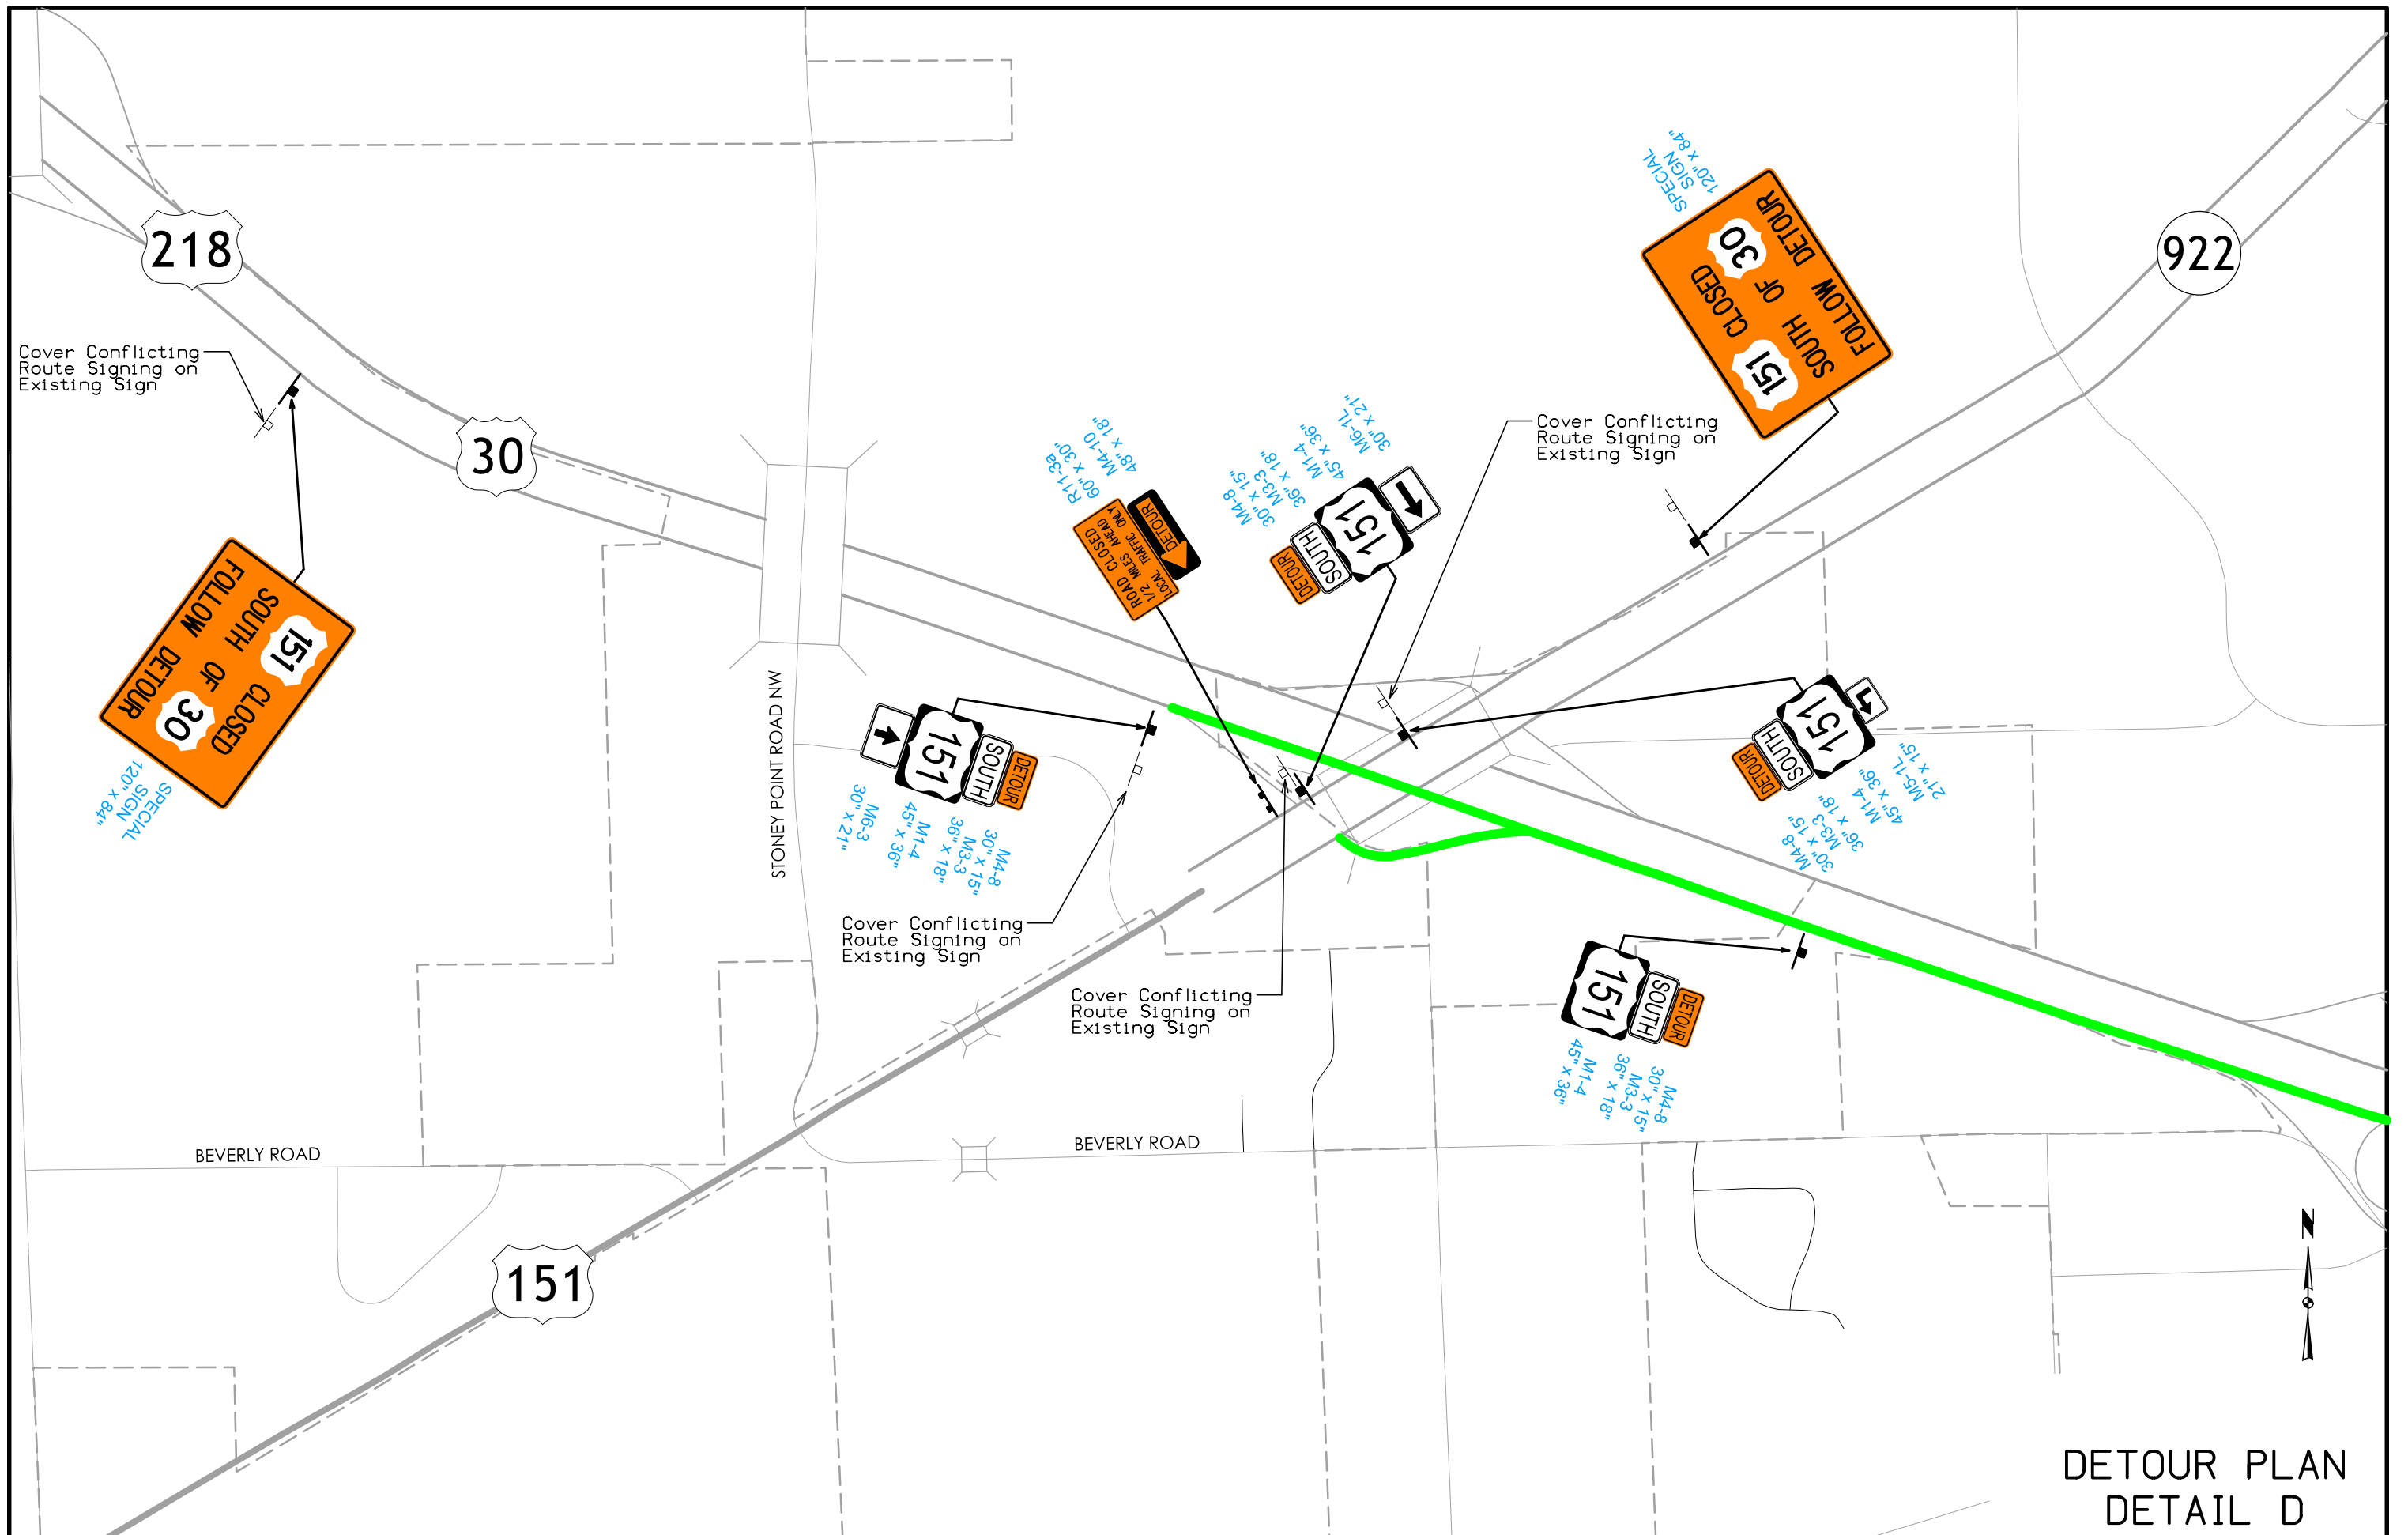 218
922
30
151
Cover Conflicting
Route Signing on
Existing Sign
151 CLOSED
SOUTH OF 30
FOLLOW DETOUR
SPECIAL
SIGN
120" x 84"
151 CLOSED
SOUTH OF 30
FOLLOW DETOUR
SPECIAL
SIGN
120" x 84"
Cover Conflicting
Route Signing on
Existing Sign
ROAD CLOSED
1/2 MILES AHEAD
LOCAL TRAFFIC ONLY
DETOUR
R11-3a
60" x 30"
M4-10
48" x 18"
DETOUR
SOUTH
151
M4-8
30" x 15"
M3-3
36" x 18"
M1-4
45" x 36"
M6-1L
30" x 21"
DETOUR
SOUTH
151
M4-8
30" x 15"
M3-3
36" x 18"
M1-4
45" x 36"
M6-3
30" x 21"
DETOUR
SOUTH
151
M4-8
30" x 15"
M3-3
36" x 18"
M1-4
45" x 36"
M5-1L
21" x 15"
STONEY POINT ROAD NW
Cover Conflicting
Route Signing on
Existing Sign
Cover Conflicting
Route Signing on
Existing Sign
DETOUR
SOUTH
151
M4-8
30" x 15"
M3-3
36" x 18"
M1-4
45" x 36"
BEVERLY ROAD
BEVERLY ROAD
N
DETOUR PLAN
DETAIL D